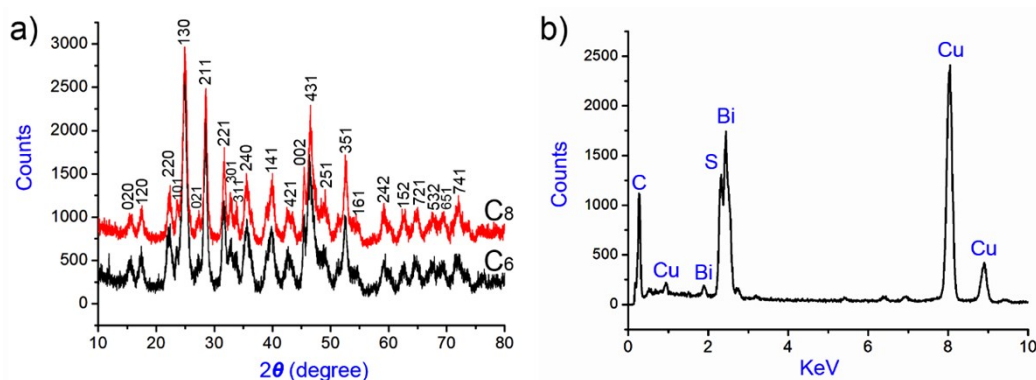 a)
Counts
3000
2500
2000
1500
1000
500
0
020
120
220
101
130
021
211
221
301
311
240
141
421
002
431
251
351
161
242
152
721
532
651
741
C8
C6
10 20 30 40 50 60 70 80
2θ (degree)
b)
Counts
2500
2000
1500
1000
500
0
C
Cu
Bi
S
Bi
Cu
Cu
0 2 4 6 8 10
KeV